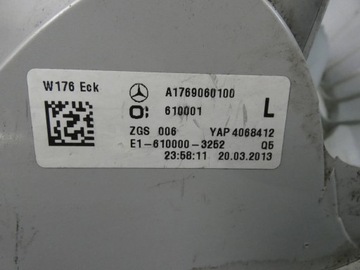 W176 Eck A1769060100
610001 L
ZGS 006 YAP 4068412
E1-610000-3252 Q5
23:58:11 20.03.2013